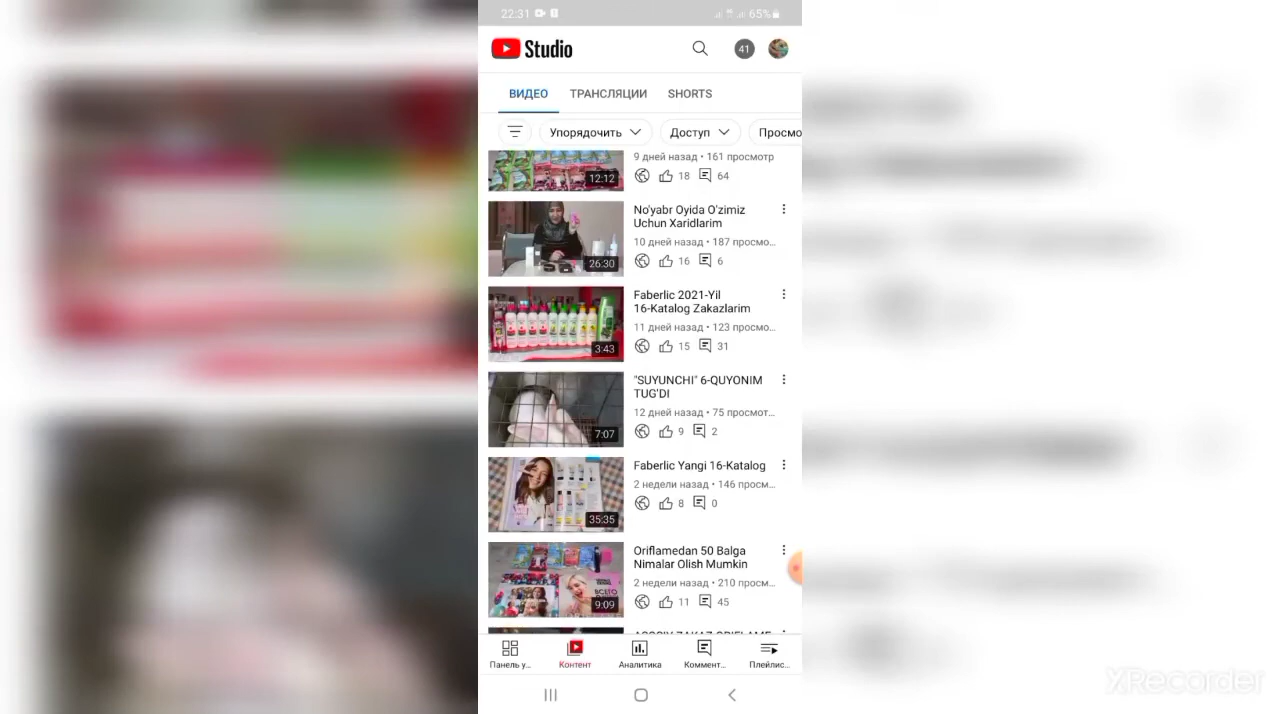 22:31
65%
Studio
41
ВИДЕО
ТРАНСЛЯЦИИ
SHORTS
Упорядочить
Доступ
Просмо
9 дней назад • 161 просмотр
12:12
18
64
No'yabr Oyida O'zimiz
Uchun Xaridlarim
10 дней назад • 187 просмо...
26:30
16
6
Faberlic 2021-Yil
16-Katalog Zakazlarim
11 дней назад • 123 просмо...
3:43
15
31
"SUYUNCHI" 6-QUYONIM
TUG'DI
12 дней назад • 75 просмот...
7:07
9
2
Faberlic Yangi 16-Katalog
2 недели назад • 146 просм...
35:35
8
0
Oriflamedan 50 Balga
Nimalar Olish Mumkin
2 недели назад • 210 просм...
ВСЕГО
9:09
11
45
Панель у...
Контент
Аналитика
Коммент...
Плейлис...
XRecorder